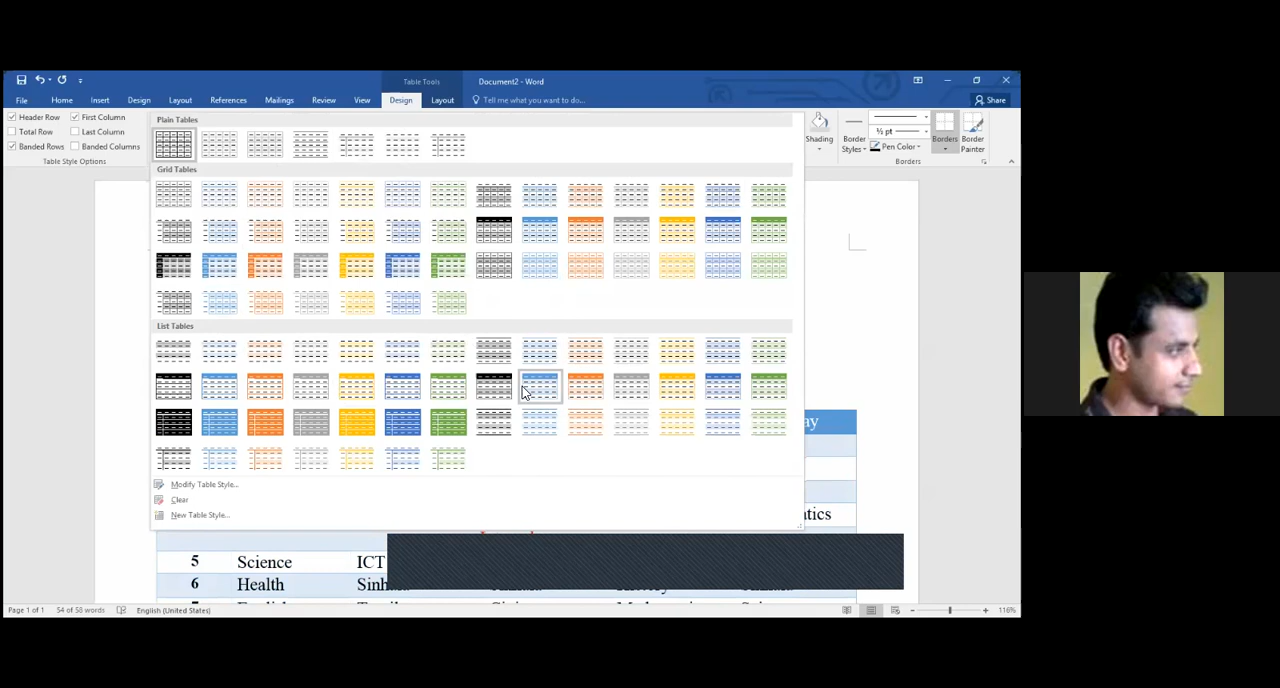 Table Tools
Document2 - Word
File Home Insert Design Layout References Mailings Review View Design Layout Tell me what you want to do... Share
Header Row First Column
Total Row Last Column
Banded Rows Banded Columns
Table Style Options
Plain Tables
Grid Tables
List Tables
Modify Table Style...
Clear
New Table Style...
Shading
Border Styles
½ pt
Pen Color
Borders
Border Painter
Borders
ay
tics
5 Science ICT
6 Health
Page 1 of 1 54 of 58 words English (United States) 116%